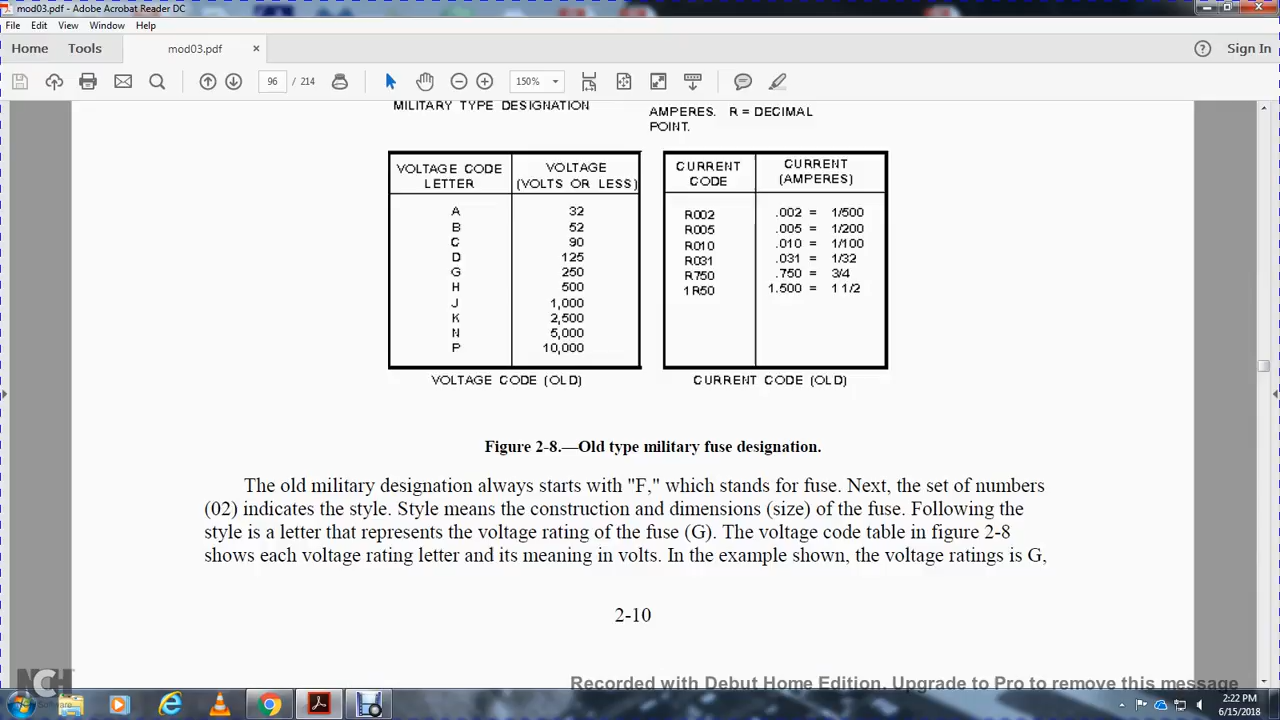 mod03.pdf - Adobe Acrobat Reader DC
File Edit View Window Help
Home Tools mod03.pdf × Sign In
96 / 214 150%
MILITARY TYPE DESIGNATION
AMPERES. R = DECIMAL
POINT.
VOLTAGE CODE LETTER VOLTAGE (VOLTS OR LESS)
A 32
B 52
C 90
D 125
G 250
H 500
J 1,000
K 2,500
N 5,000
P 10,000
VOLTAGE CODE (OLD)
CURRENT CODE CURRENT (AMPERES)
R002 .002 = 1/500
R005 .005 = 1/200
R010 .010 = 1/100
R031 .031 = 1/32
R750 .750 = 3/4
1R50 1.500 = 1 1/2
CURRENT CODE (OLD)
Figure 2-8.—Old type military fuse designation.
The old military designation always starts with "F," which stands for fuse. Next, the set of numbers
(02) indicates the style. Style means the construction and dimensions (size) of the fuse. Following the
style is a letter that represents the voltage rating of the fuse (G). The voltage code table in figure 2-8
shows each voltage rating letter and its meaning in volts. In the example shown, the voltage ratings is G,
2-10
NCH Software
Recorded with Debut Home Edition. Upgrade to Pro to remove this message
2:22 PM
6/15/2018